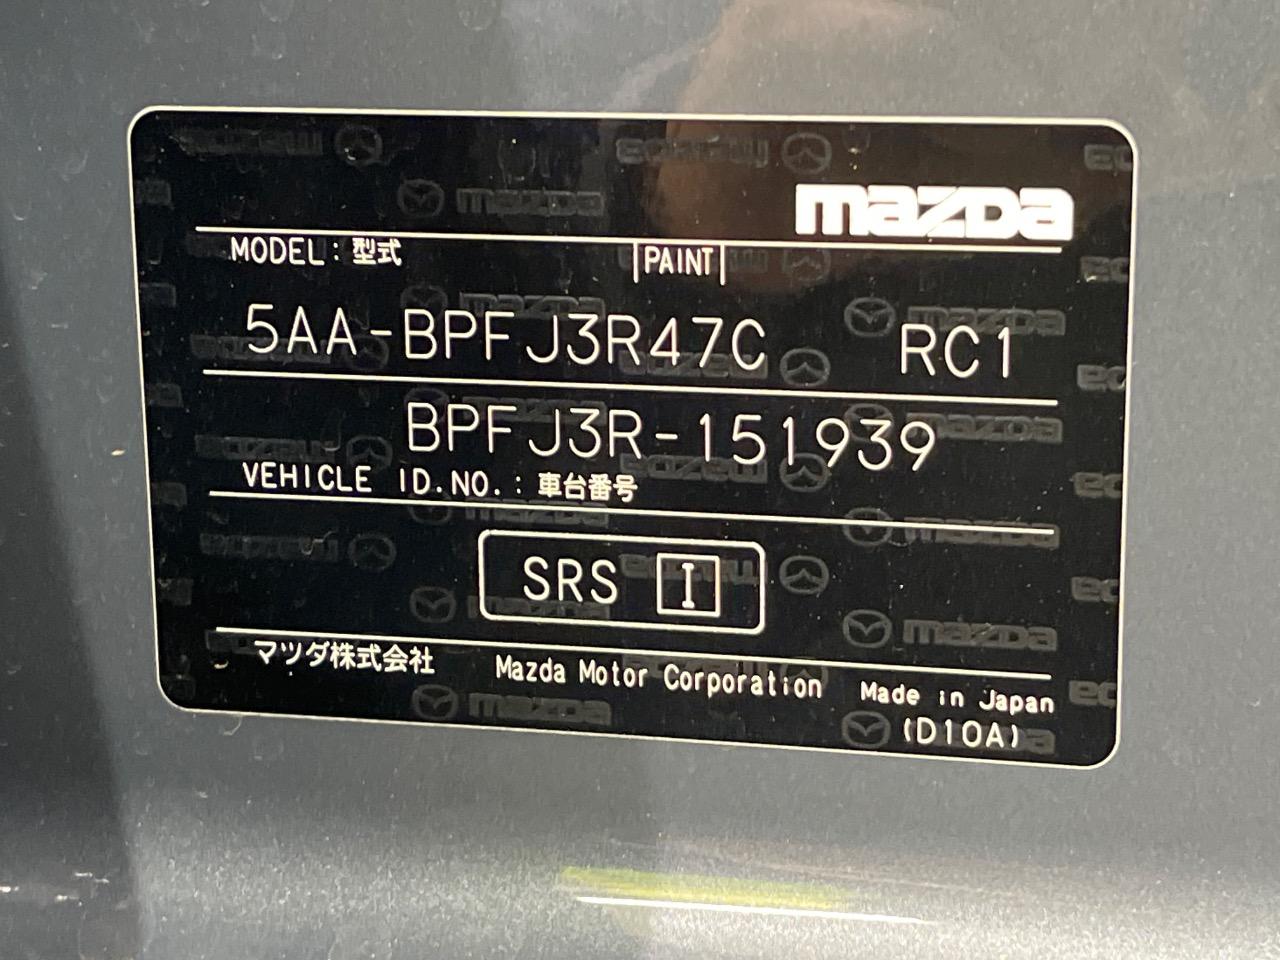 mazda
MODEL: 型式 PAINT
5AA-BPFJ3R47C RC1
BPFJ3R-151939
VEHICLE ID.NO.: 車台番号
SRS I
マツダ株式会社 Mazda Motor Corporation Made in Japan
(D10A)